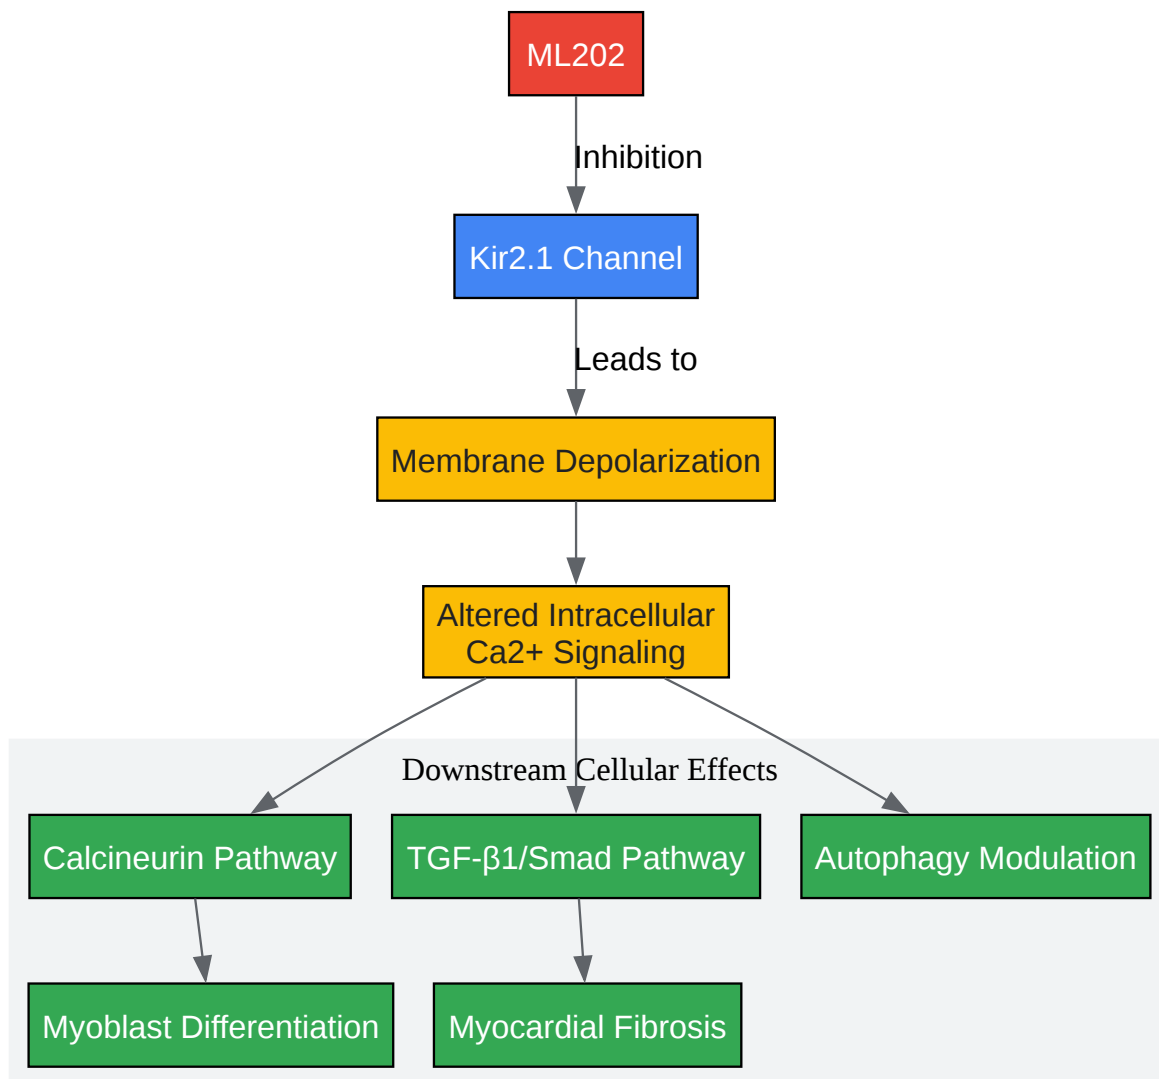 ML202
Inhibition
Kir2.1 Channel
Leads to
Membrane Depolarization
Altered Intracellular
Ca2+ Signaling
Downstream Cellular Effects
Calcineurin Pathway
TGF-β1/Smad Pathway
Autophagy Modulation
Myoblast Differentiation
Myocardial Fibrosis